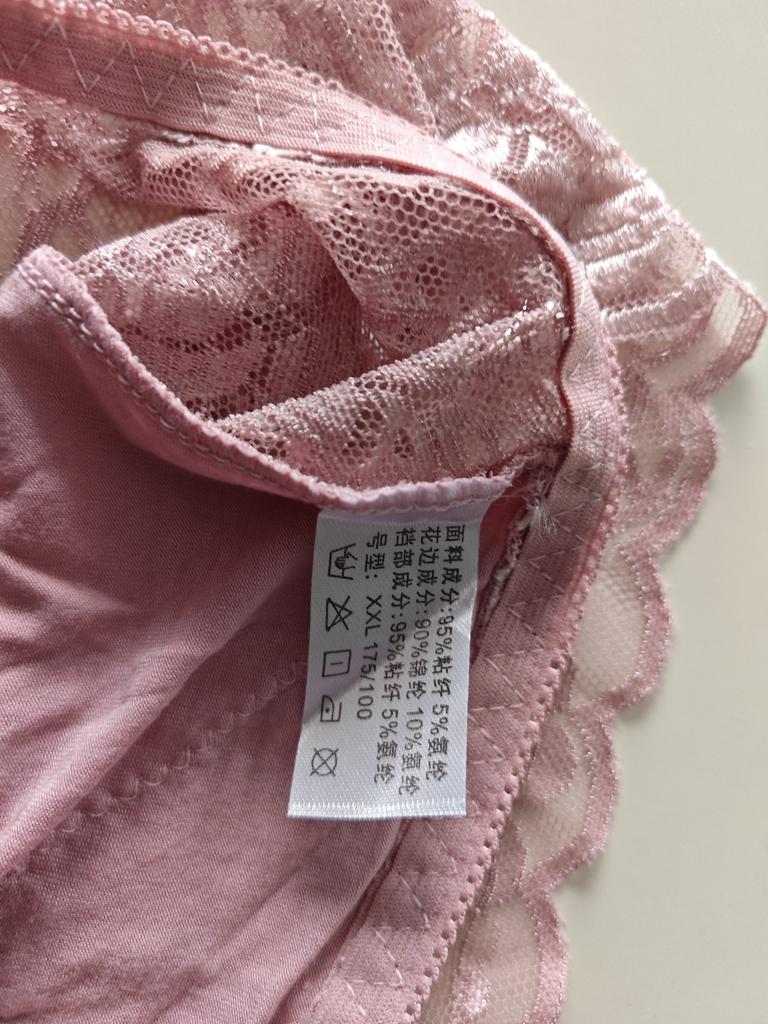 面料成分:95%粘纤 5%氨纶
花边成分:90%锦纶 10%氨纶
裆部成分:95%粘纤 5%氨纶
号型: XXL 175/100